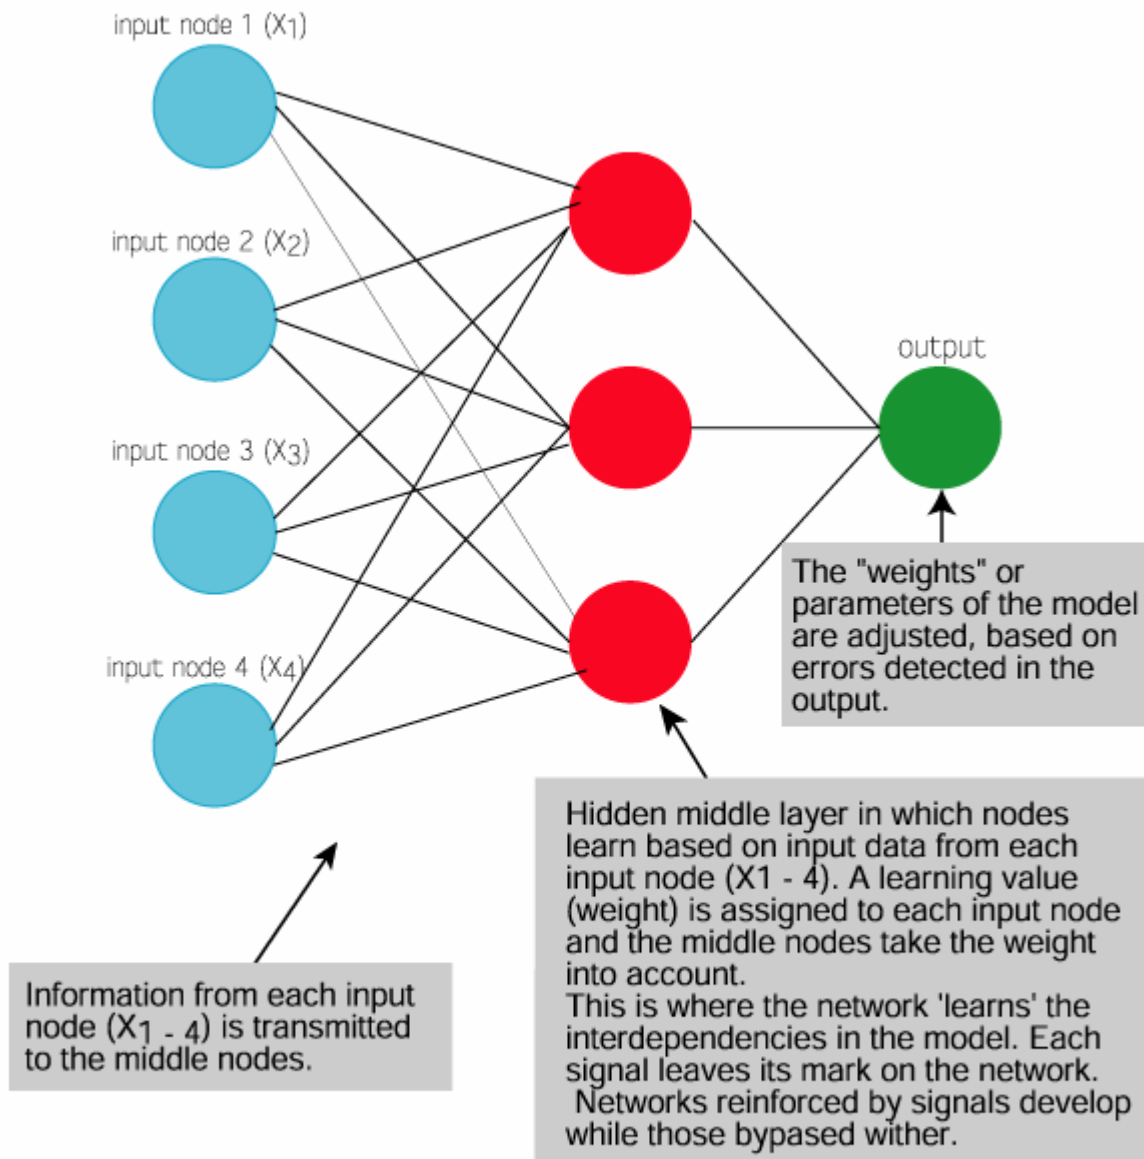 input node 1 (X1)
input node 2 (X2)
output
input node 3 (X3)
The "weights" or
parameters of the model
are adjusted, based on
errors detected in the
output.
input node 4 (X4)
Hidden middle layer in which nodes
learn based on input data from each
input node (X1 - 4). A learning value
(weight) is assigned to each input node
and the middle nodes take the weight
into account.
This is where the network 'learns' the
interdependencies in the model. Each
signal leaves its mark on the network.
Networks reinforced by signals develop
while those bypased wither.
Information from each input
node (X1 - 4) is transmitted
to the middle nodes.